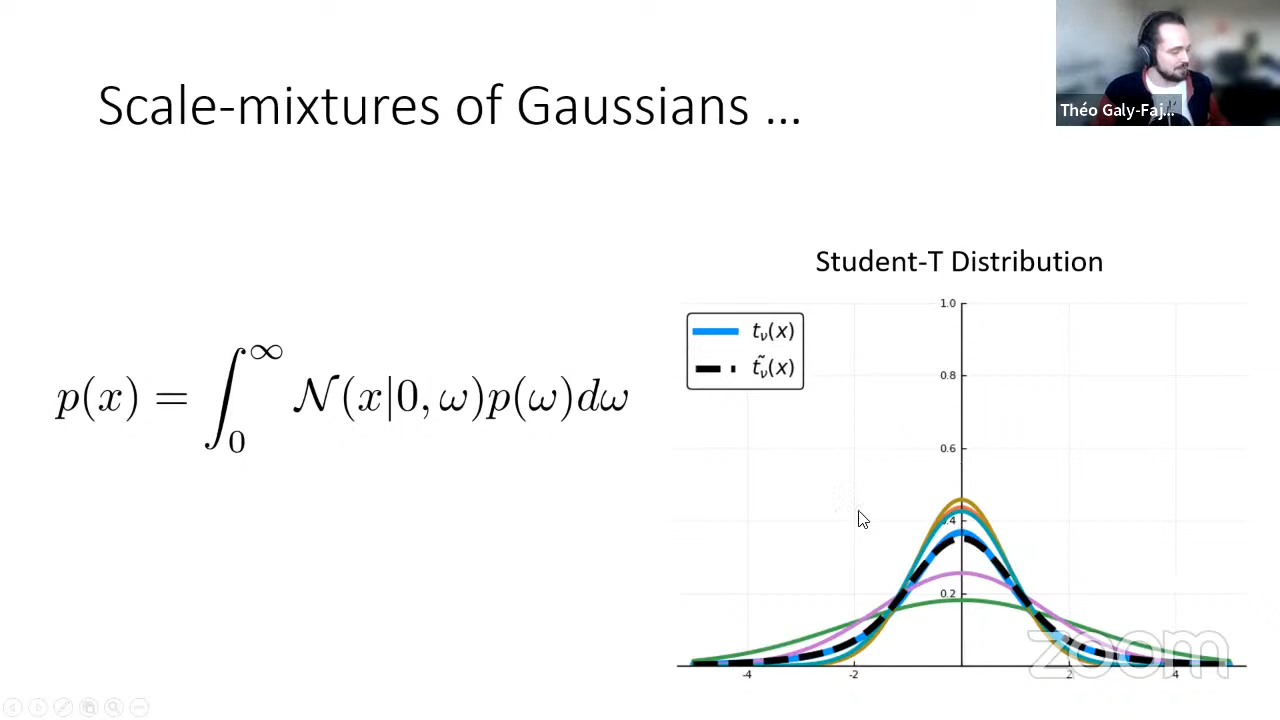 Théo Galy-Faj...
Scale-mixtures of Gaussians ...
Student-T Distribution
p(x) = ∫₀^∞ 𝒩(x|0, ω)p(ω)dω
t_ν(x)
t̃_ν(x)
1.0
0.8
0.6
0.4
0.2
-4 -2 2 4
zoom